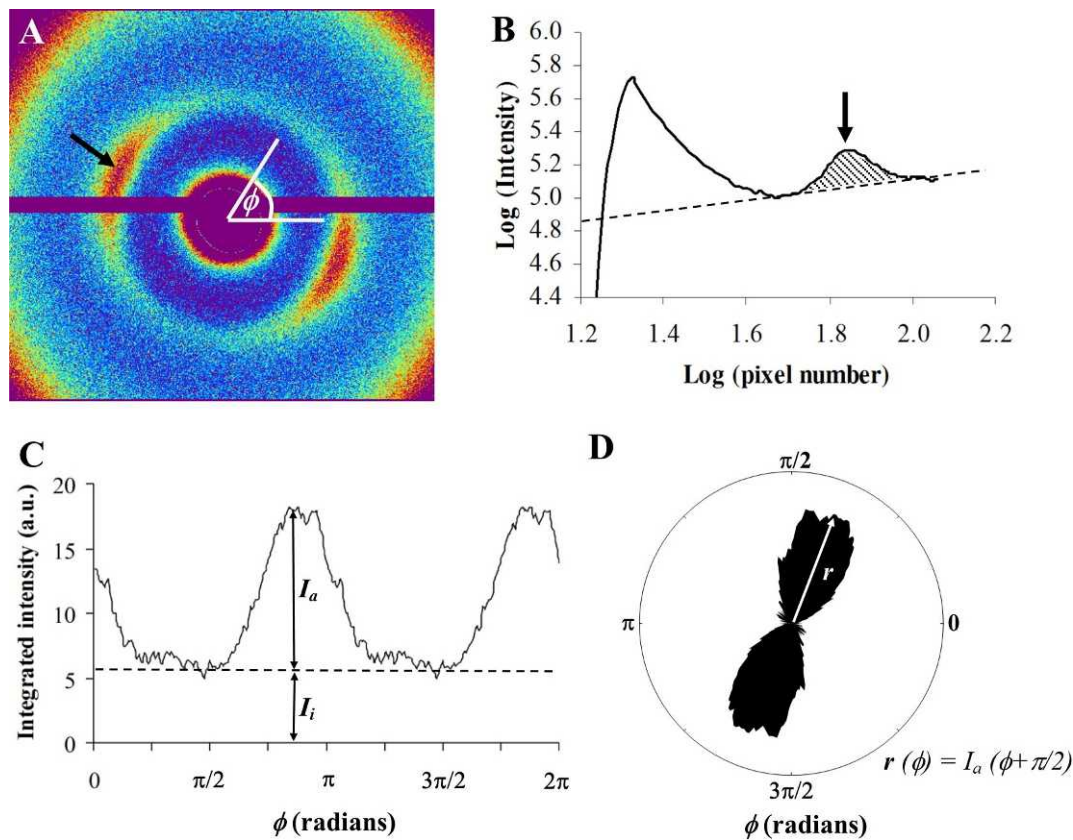 A
ϕ
B
Log (Intensity)
6.0
5.8
5.6
5.4
5.2
5.0
4.8
4.6
4.4
1.2 1.4 1.6 1.8 2.0 2.2
Log (pixel number)
C
Integrated intensity (a.u.)
20
15
10
5
0
I_a
I_i
0 π/2 π 3π/2 2π
ϕ (radians)
D
π/2
π
0
r
3π/2
r (ϕ) = I_a (ϕ+π/2)
ϕ (radians)